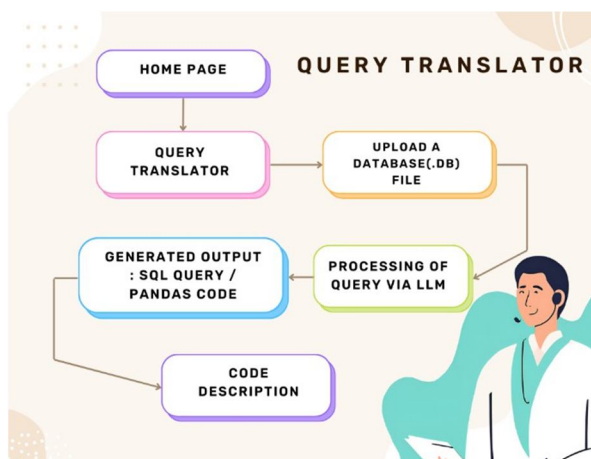 HOME PAGE
QUERY TRANSLATOR
QUERY
TRANSLATOR
UPLOAD A
DATABASE(.DB)
FILE
GENERATED OUTPUT
: SQL QUERY /
PANDAS CODE
PROCESSING OF
QUERY VIA LLM
CODE
DESCRIPTION